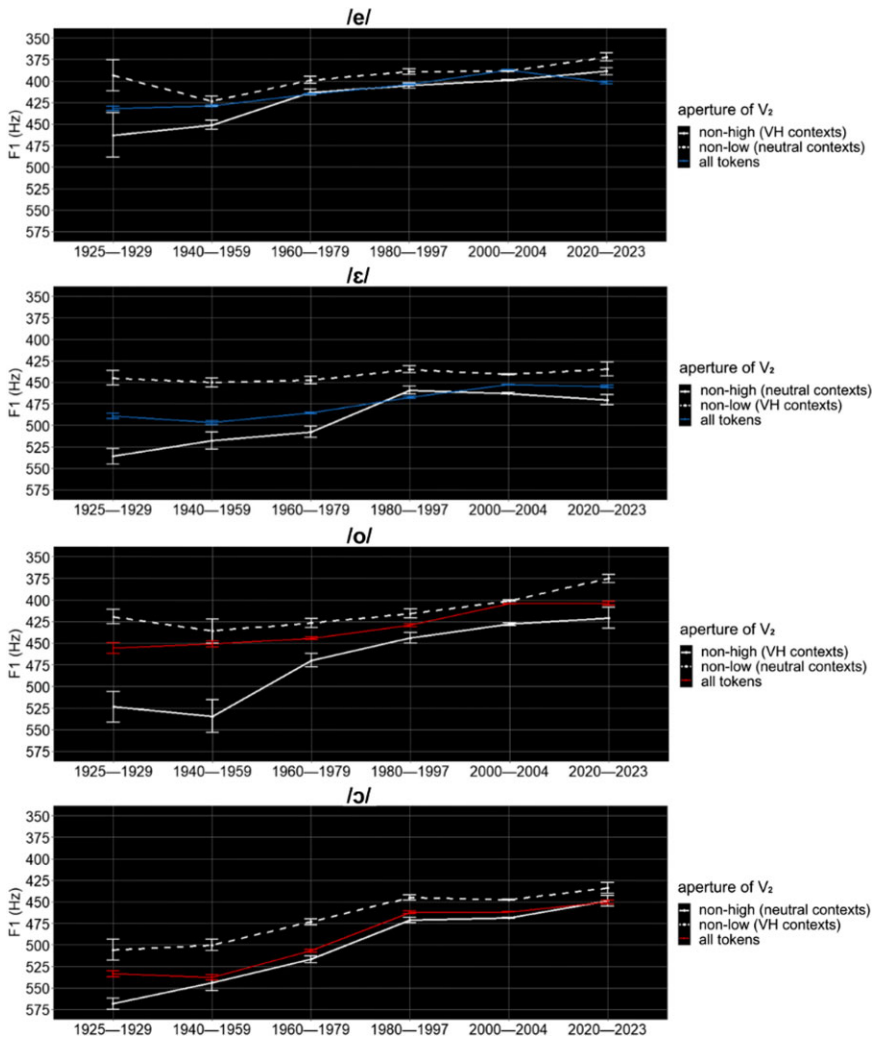 /e/
350
375
400
425
450
475
500
525
550
575
F1 (Hz)
1925—1929 1940—1959 1960—1979 1980—1997 2000—2004 2020—2023
aperture of V₂
non-high (VH contexts)
non-low (neutral contexts)
all tokens
/ɛ/
350
375
400
425
450
475
500
525
550
575
F1 (Hz)
1925—1929 1940—1959 1960—1979 1980—1997 2000—2004 2020—2023
aperture of V₂
non-high (neutral contexts)
non-low (VH contexts)
all tokens
/o/
350
375
400
425
450
475
500
525
550
575
F1 (Hz)
1925—1929 1940—1959 1960—1979 1980—1997 2000—2004 2020—2023
aperture of V₂
non-high (VH contexts)
non-low (neutral contexts)
all tokens
/ɔ/
350
375
400
425
450
475
500
525
550
575
F1 (Hz)
1925—1929 1940—1959 1960—1979 1980—1997 2000—2004 2020—2023
aperture of V₂
non-high (neutral contexts)
non-low (VH contexts)
all tokens